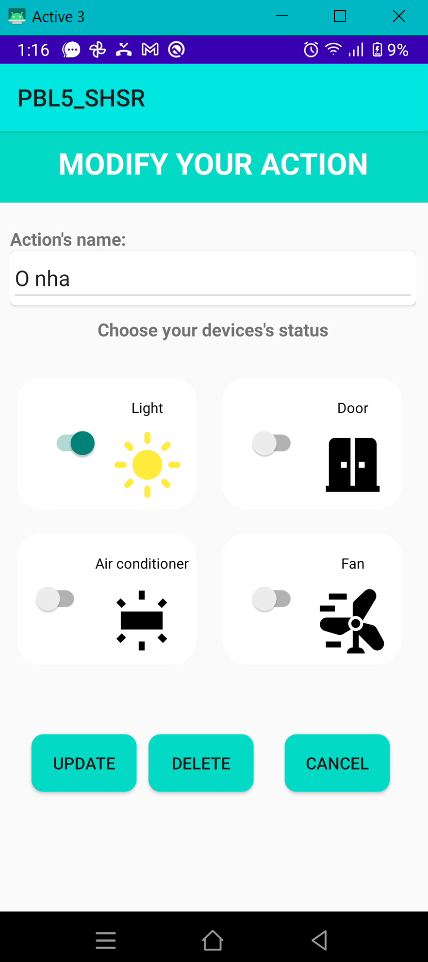 Active 3
1:16
9%
PBL5_SHSR
MODIFY YOUR ACTION
Action's name:
O nha
Choose your devices's status
Light
Door
Air conditioner
Fan
UPDATE
DELETE
CANCEL